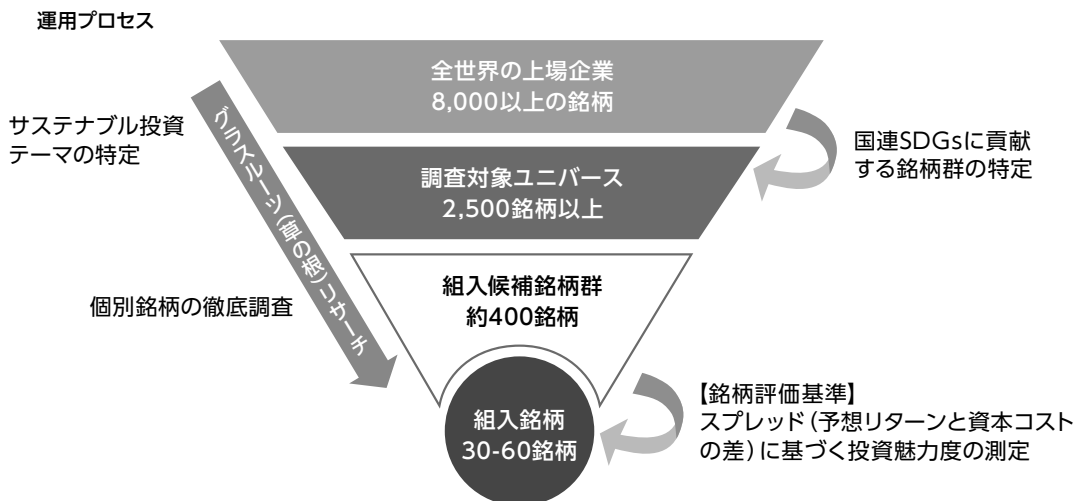 運用プロセス
全世界の上場企業
8,000以上の銘柄
サステナブル投資
テーマの特定
グラスルーツ(草の根)リサーチ
国連SDGsに貢献
する銘柄群の特定
調査対象ユニバース
2,500銘柄以上
個別銘柄の徹底調査
組入候補銘柄群
約400銘柄
組入銘柄
30-60銘柄
【銘柄評価基準】
スプレッド(予想リターンと資本コスト
の差)に基づく投資魅力度の測定